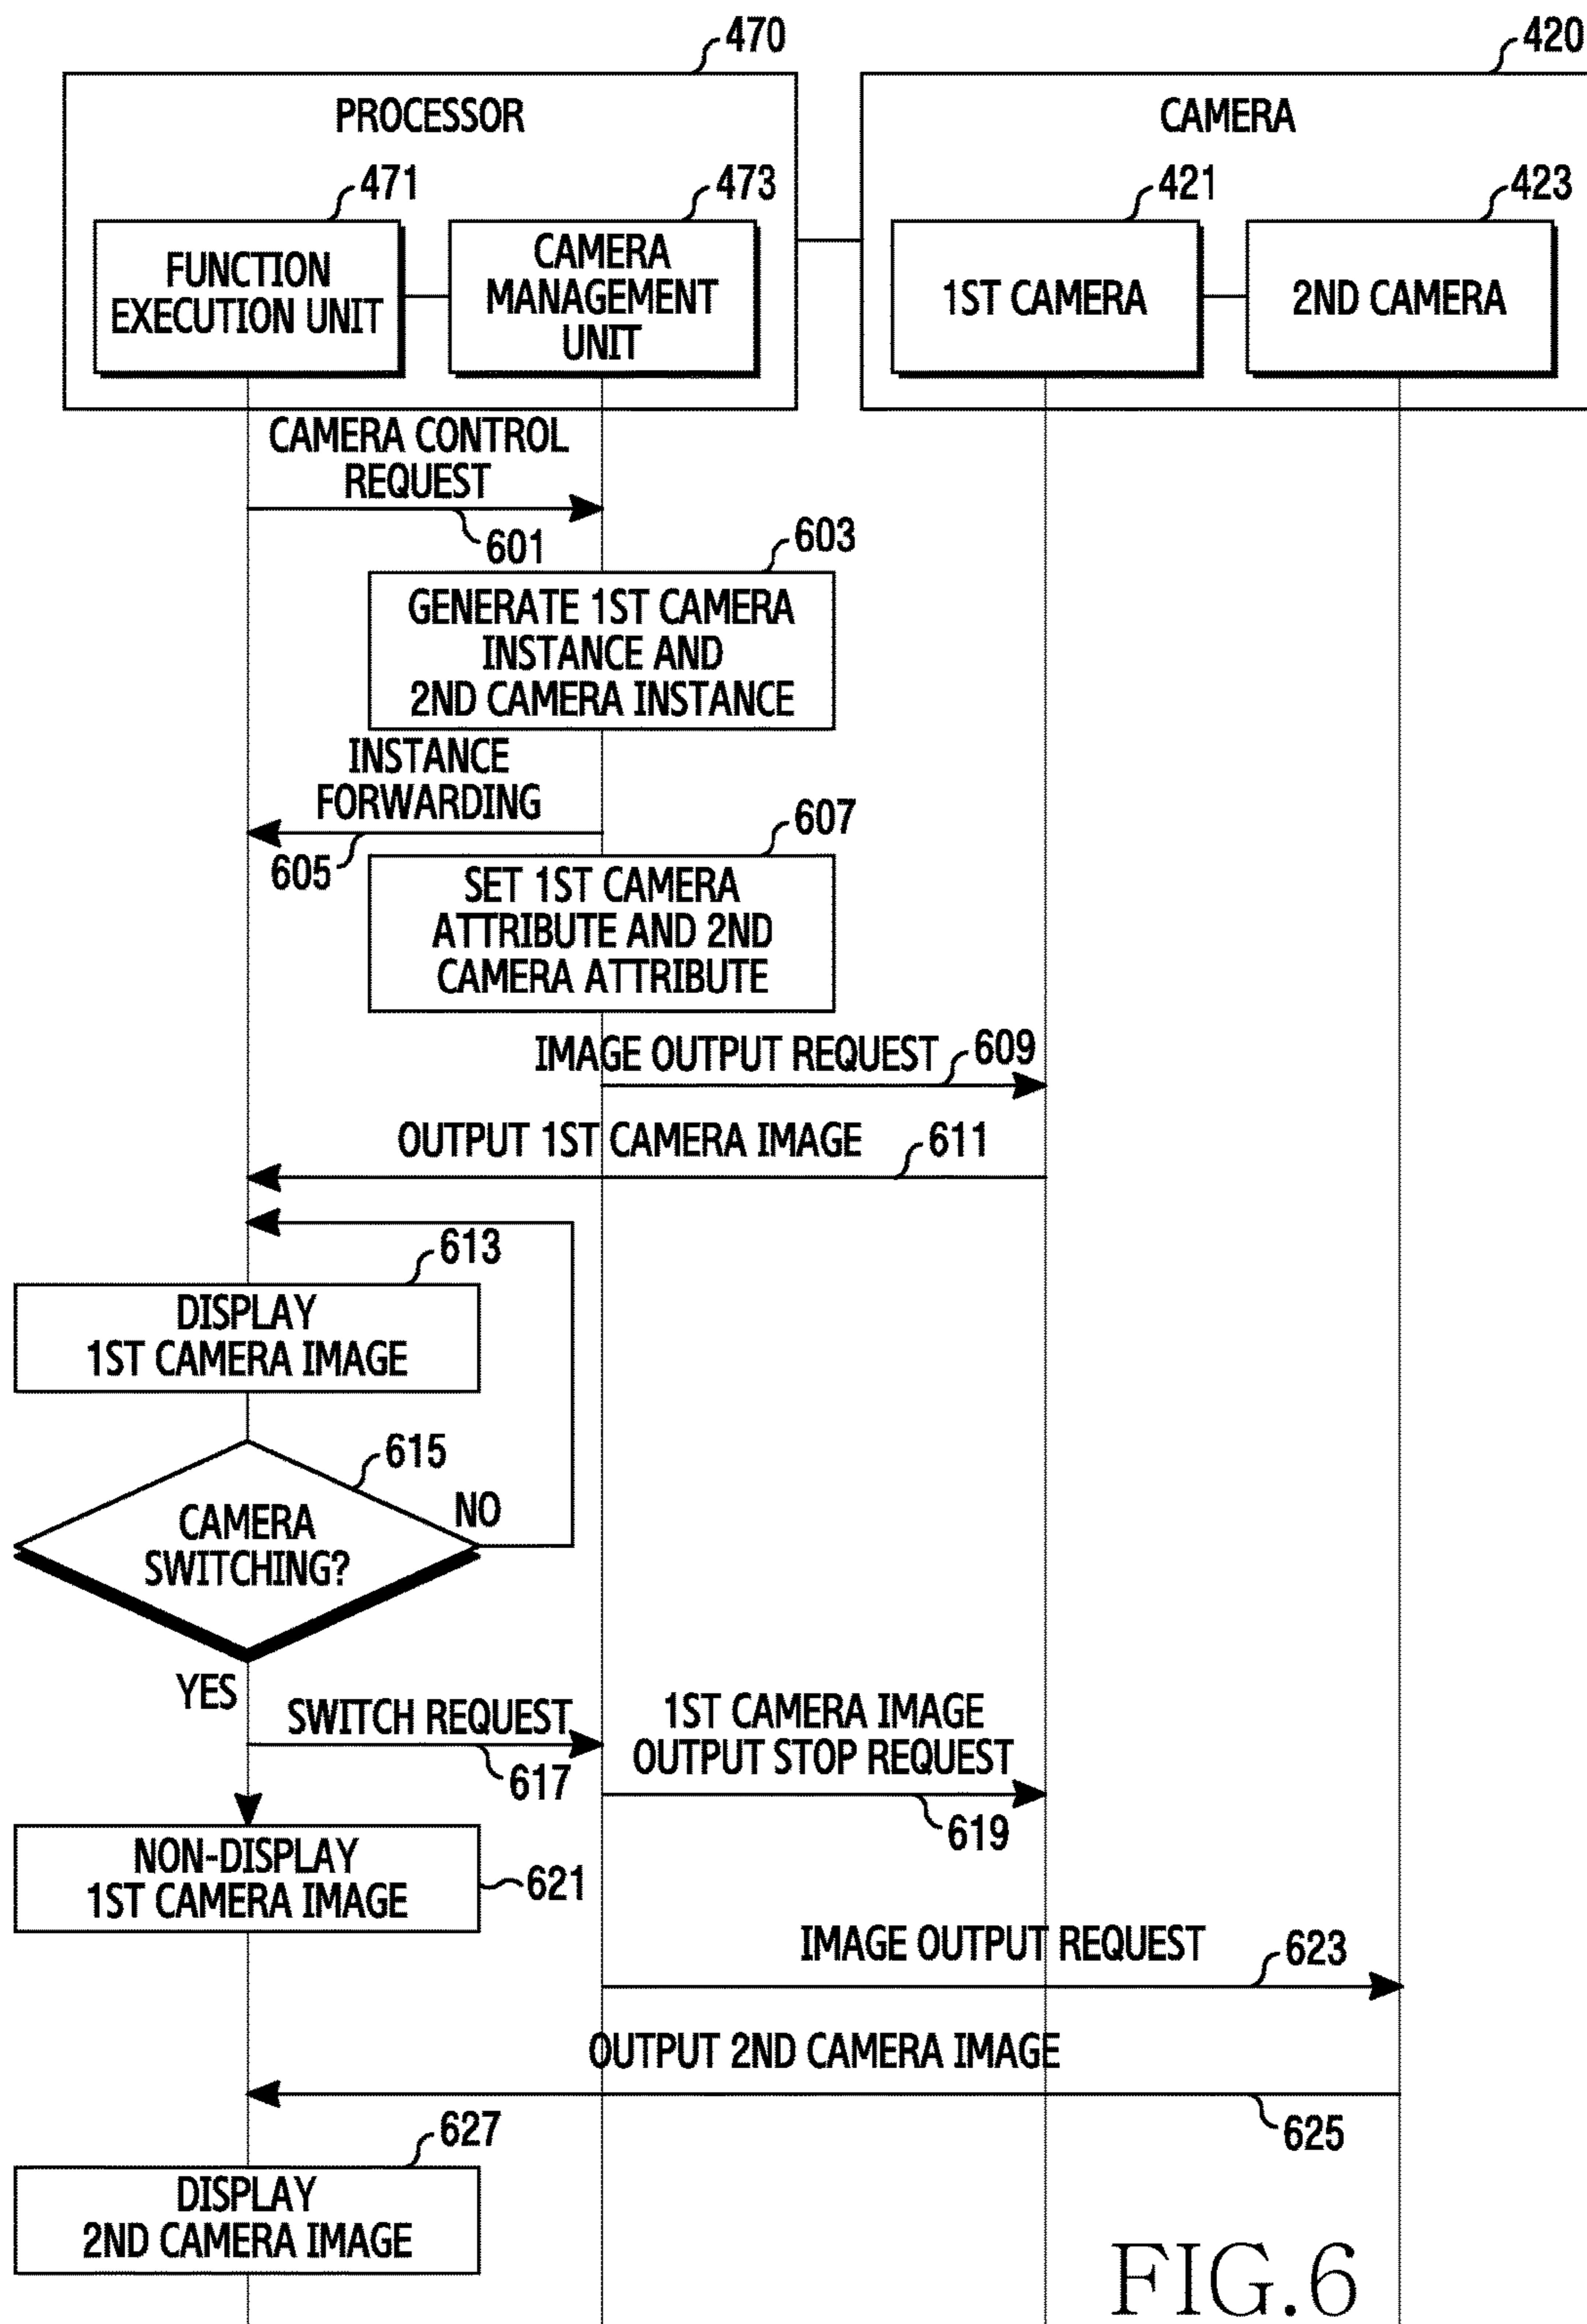 470
420
PROCESSOR
CAMERA
471
473
421
423
FUNCTION
EXECUTION UNIT
CAMERA
MANAGEMENT
UNIT
1ST CAMERA
2ND CAMERA
CAMERA CONTROL
REQUEST
601
603
GENERATE 1ST CAMERA
INSTANCE AND
2ND CAMERA INSTANCE
INSTANCE
FORWARDING
605
607
SET 1ST CAMERA
ATTRIBUTE AND 2ND
CAMERA ATTRIBUTE
IMAGE OUTPUT REQUEST
609
OUTPUT 1ST CAMERA IMAGE
611
613
DISPLAY
1ST CAMERA IMAGE
615
NO
CAMERA
SWITCHING?
YES
SWITCH REQUEST
617
1ST CAMERA IMAGE
OUTPUT STOP REQUEST
619
NON-DISPLAY
1ST CAMERA IMAGE
621
IMAGE OUTPUT REQUEST
623
OUTPUT 2ND CAMERA IMAGE
625
627
DISPLAY
2ND CAMERA IMAGE
FIG.6